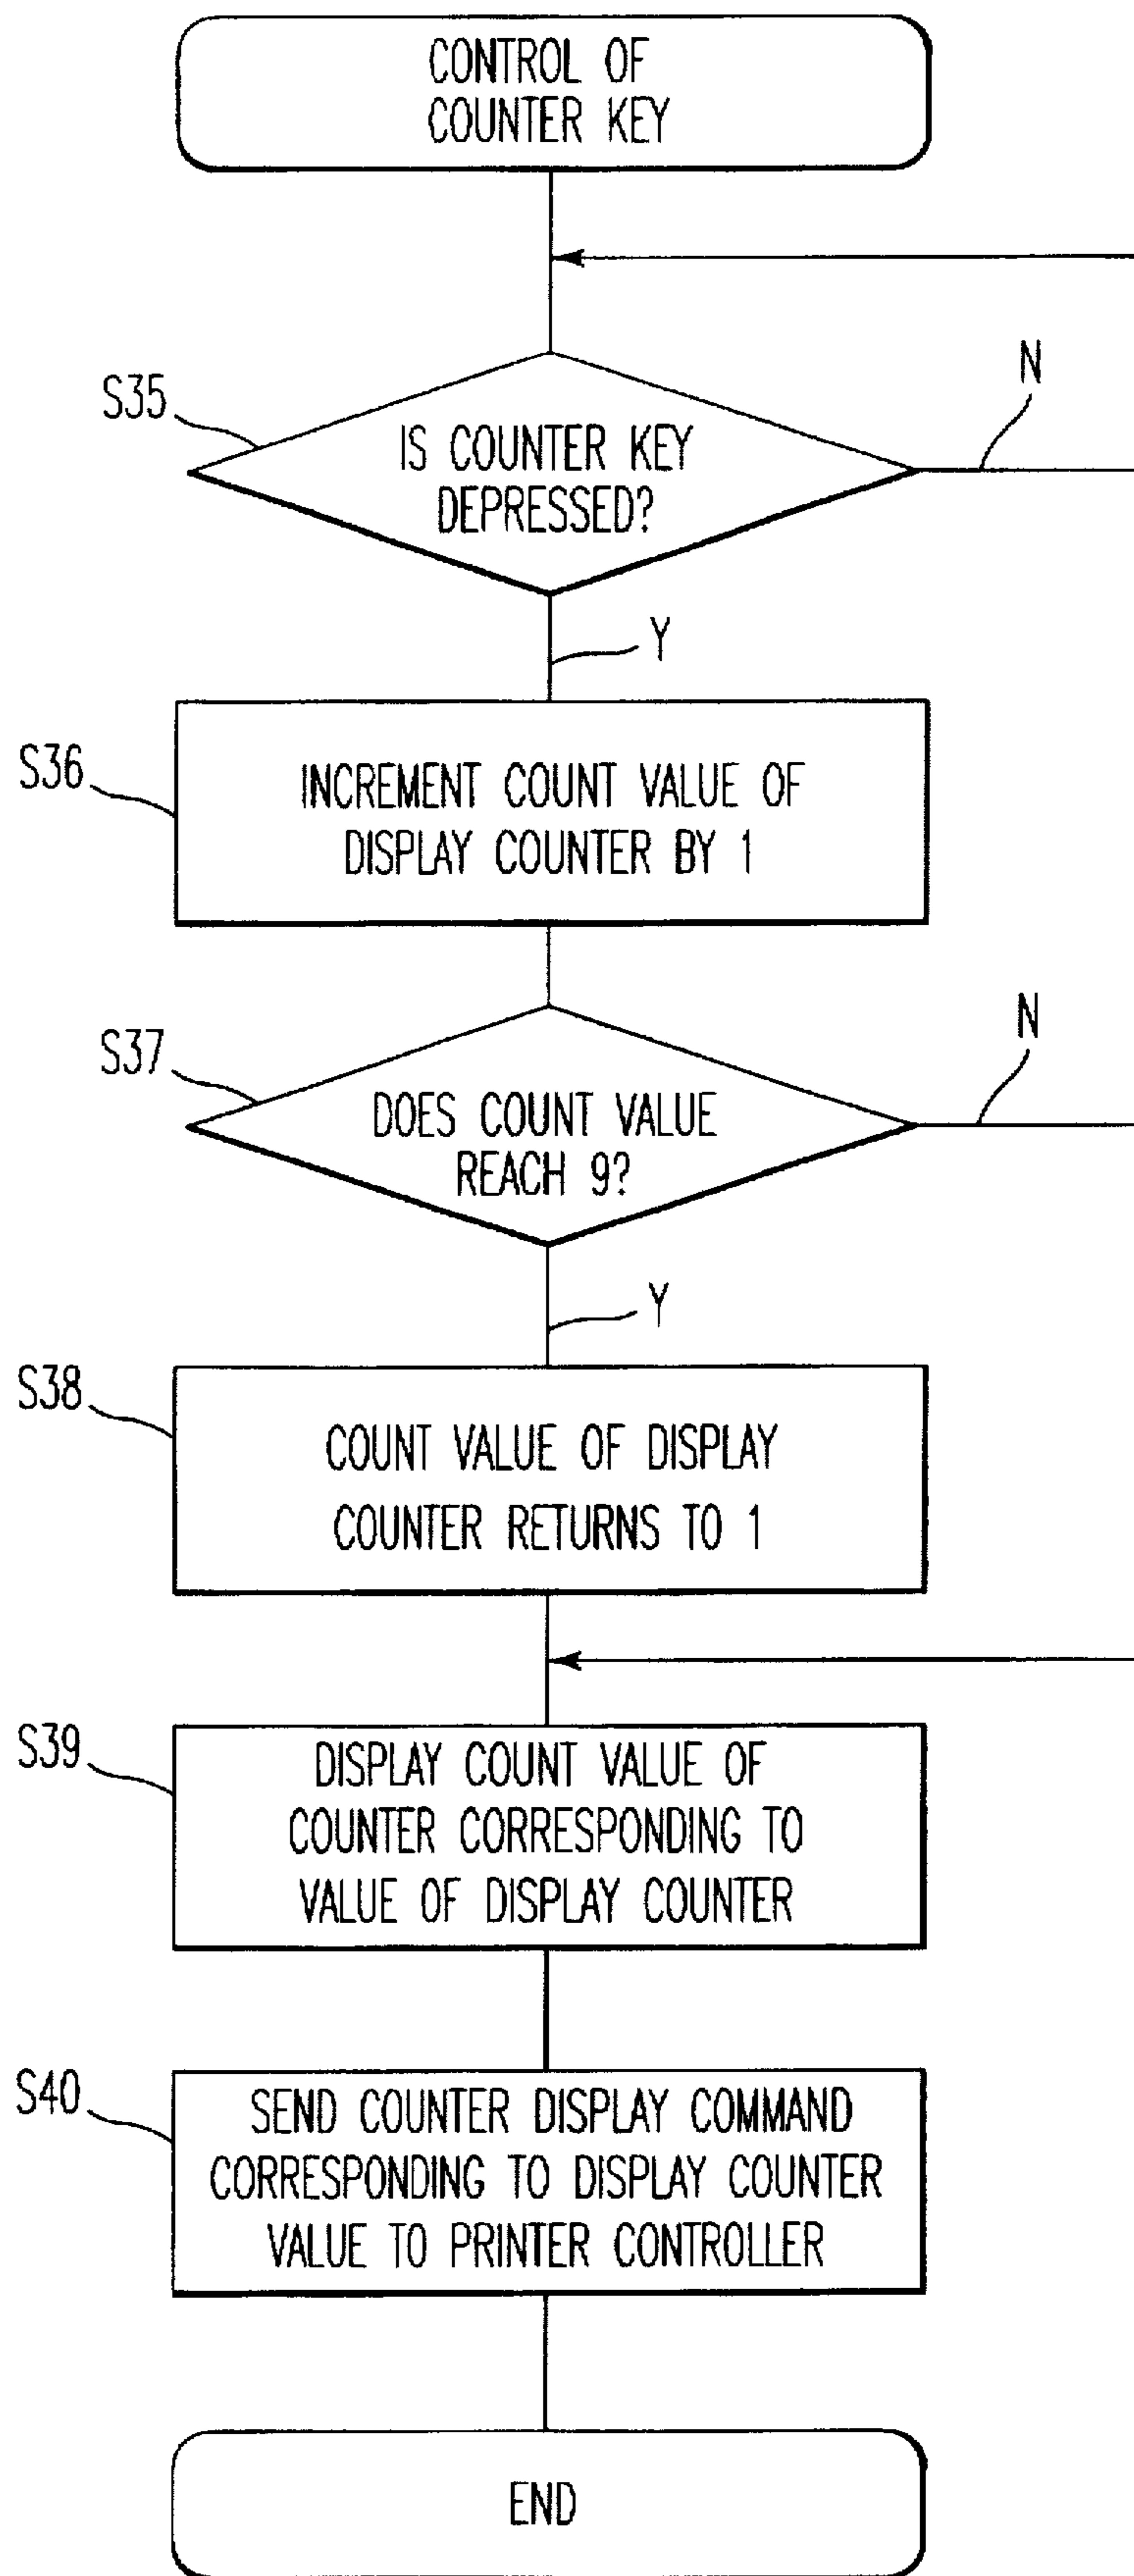 CONTROL OF
COUNTER KEY
S35
N
IS COUNTER KEY
DEPRESSED?
Y
S36
INCREMENT COUNT VALUE OF
DISPLAY COUNTER BY 1
S37
N
DOES COUNT VALUE
REACH 9?
Y
S38
COUNT VALUE OF DISPLAY
COUNTER RETURNS TO 1
S39
DISPLAY COUNT VALUE OF
COUNTER CORRESPONDING TO
VALUE OF DISPLAY COUNTER
S40
SEND COUNTER DISPLAY COMMAND
CORRESPONDING TO DISPLAY COUNTER
VALUE TO PRINTER CONTROLLER
END